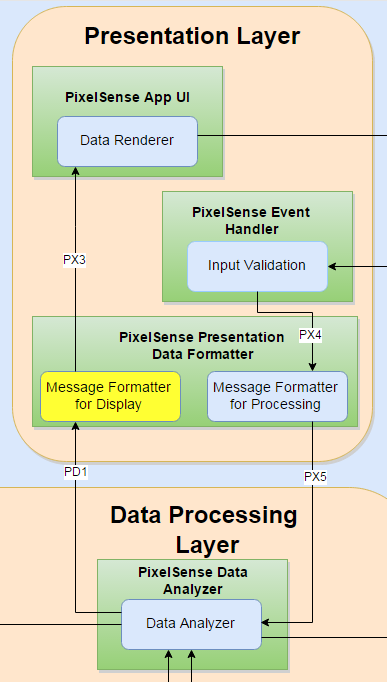 Presentation Layer
PixelSense App UI
Data Renderer
PixelSense Event
Handler
Input Validation
PX3
PX4
PixelSense Presentation
Data Formatter
Message Formatter
for Display
Message Formatter
for Processing
PD1
PX5
Data Processing
Layer
PixelSense Data
Analyzer
Data Analyzer